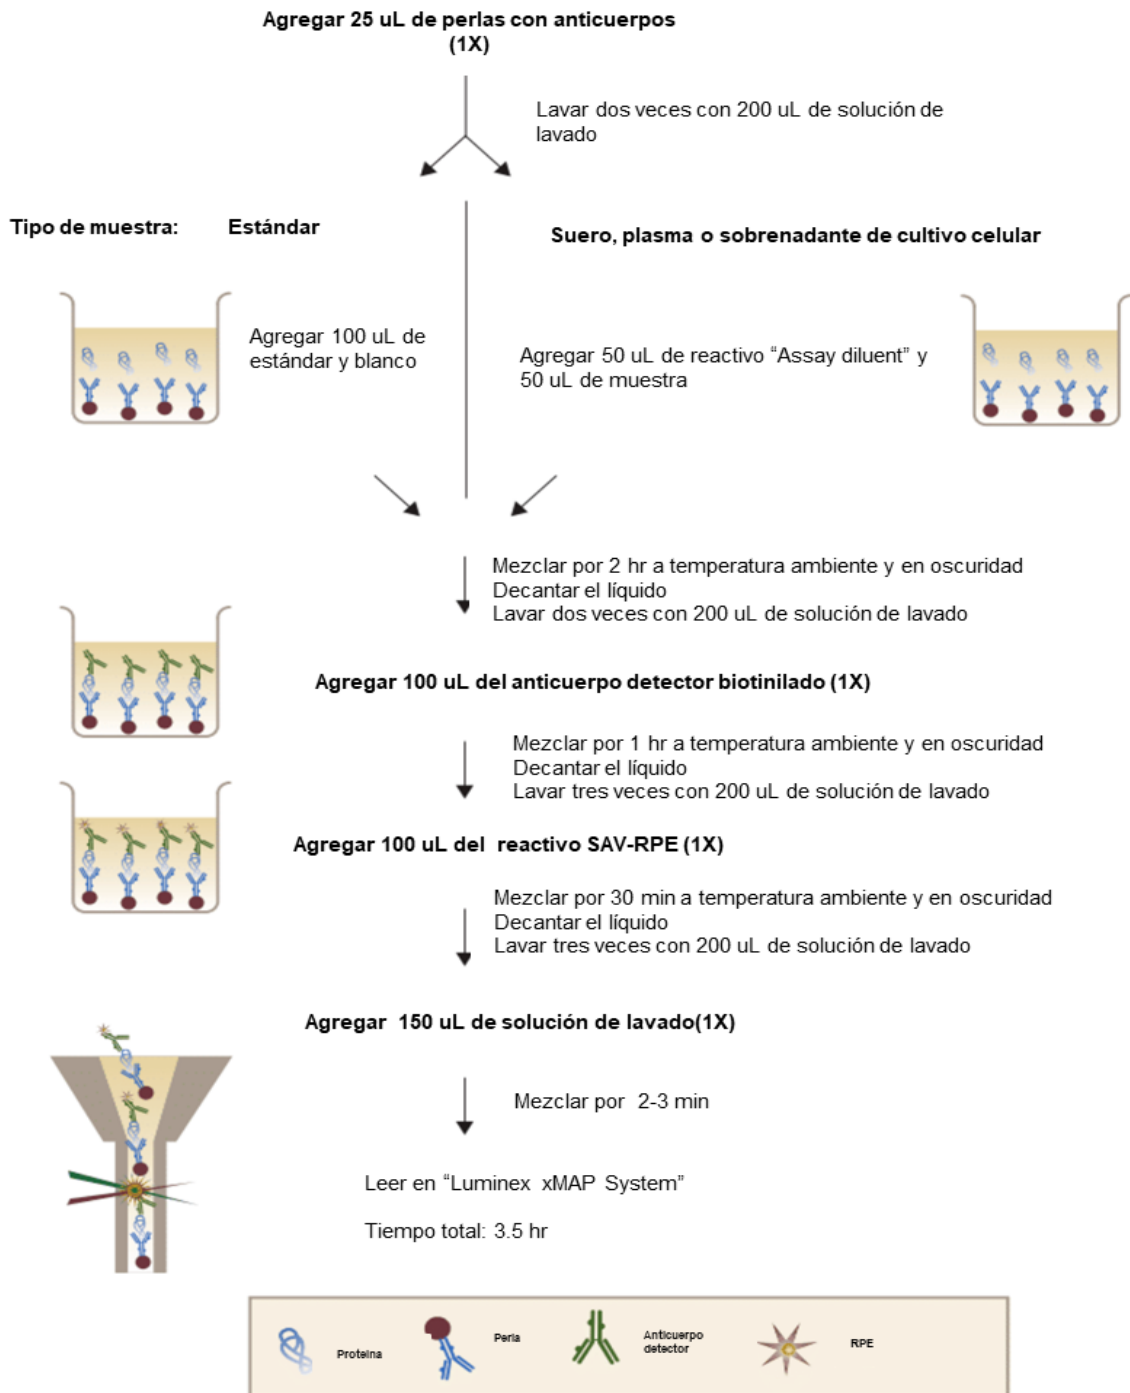 Agregar 25 uL de perlas con anticuerpos
(1X)
Lavar dos veces con 200 uL de solución de
lavado
Tipo de muestra: Estándar
Suero, plasma o sobrenadante de cultivo celular
Agregar 100 uL de
estándar y blanco
Agregar 50 uL de reactivo “Assay diluent” y
50 uL de muestra
Mezclar por 2 hr a temperatura ambiente y en oscuridad
Decantar el líquido
Lavar dos veces con 200 uL de solución de lavado
Agregar 100 uL del anticuerpo detector biotinilado (1X)
Mezclar por 1 hr a temperatura ambiente y en oscuridad
Decantar el líquido
Lavar tres veces con 200 uL de solución de lavado
Agregar 100 uL del reactivo SAV-RPE (1X)
Mezclar por 30 min a temperatura ambiente y en oscuridad
Decantar el líquido
Lavar tres veces con 200 uL de solución de lavado
Agregar 150 uL de solución de lavado(1X)
Mezclar por 2-3 min
Leer en “Luminex xMAP System”
Tiempo total: 3.5 hr
Proteina
Perla
Anticuerpo
detector
RPE